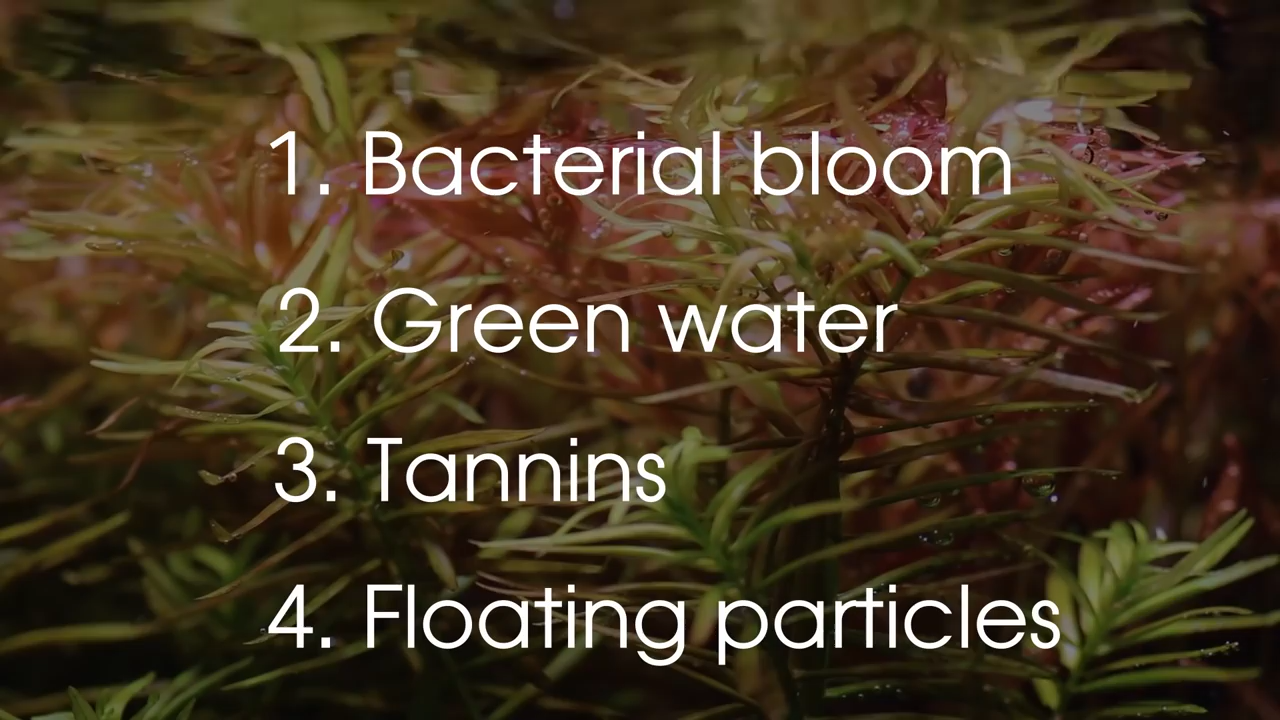 1. Bacterial bloom
2. Green water
3. Tannins
4. Floating particles